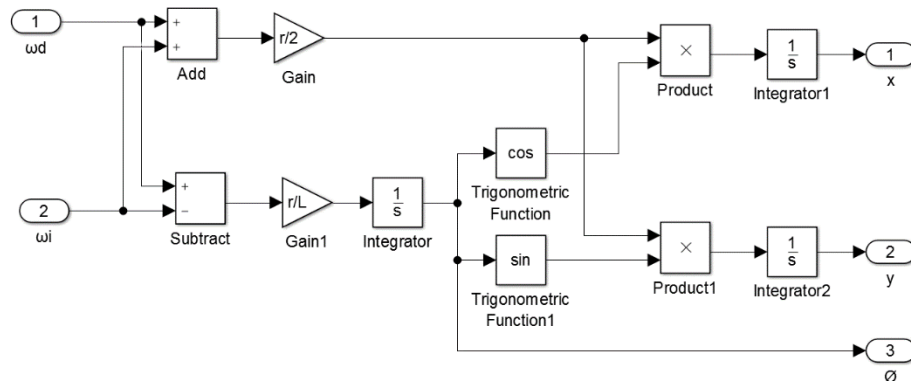 1
ωd
+
+
Add
r/2
Gain
×
Product
1
s
Integrator1
1
x
cos
Trigonometric
Function
2
ωi
+
−
Subtract
r/L
Gain1
1
s
Integrator
sin
Trigonometric
Function1
×
Product1
1
s
Integrator2
2
y
3
Ø